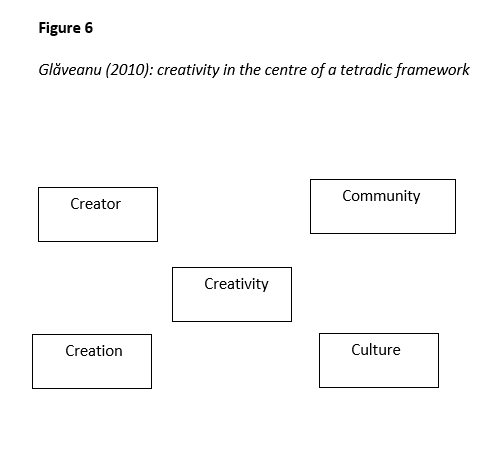 Figure 6
Glăveanu (2010): creativity in the centre of a tetradic framework
Creator
Community
Creativity
Creation
Culture